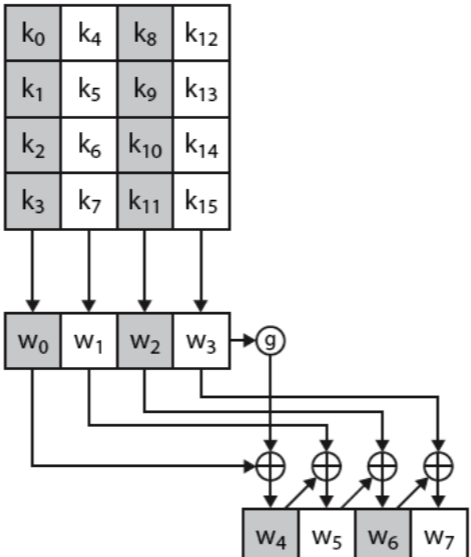 k₀ k₄ k₈ k₁₂
k₁ k₅ k₉ k₁₃
k₂ k₆ k₁₀ k₁₄
k₃ k₇ k₁₁ k₁₅
w₀ w₁ w₂ w₃ g
w₄ w₅ w₆ w₇